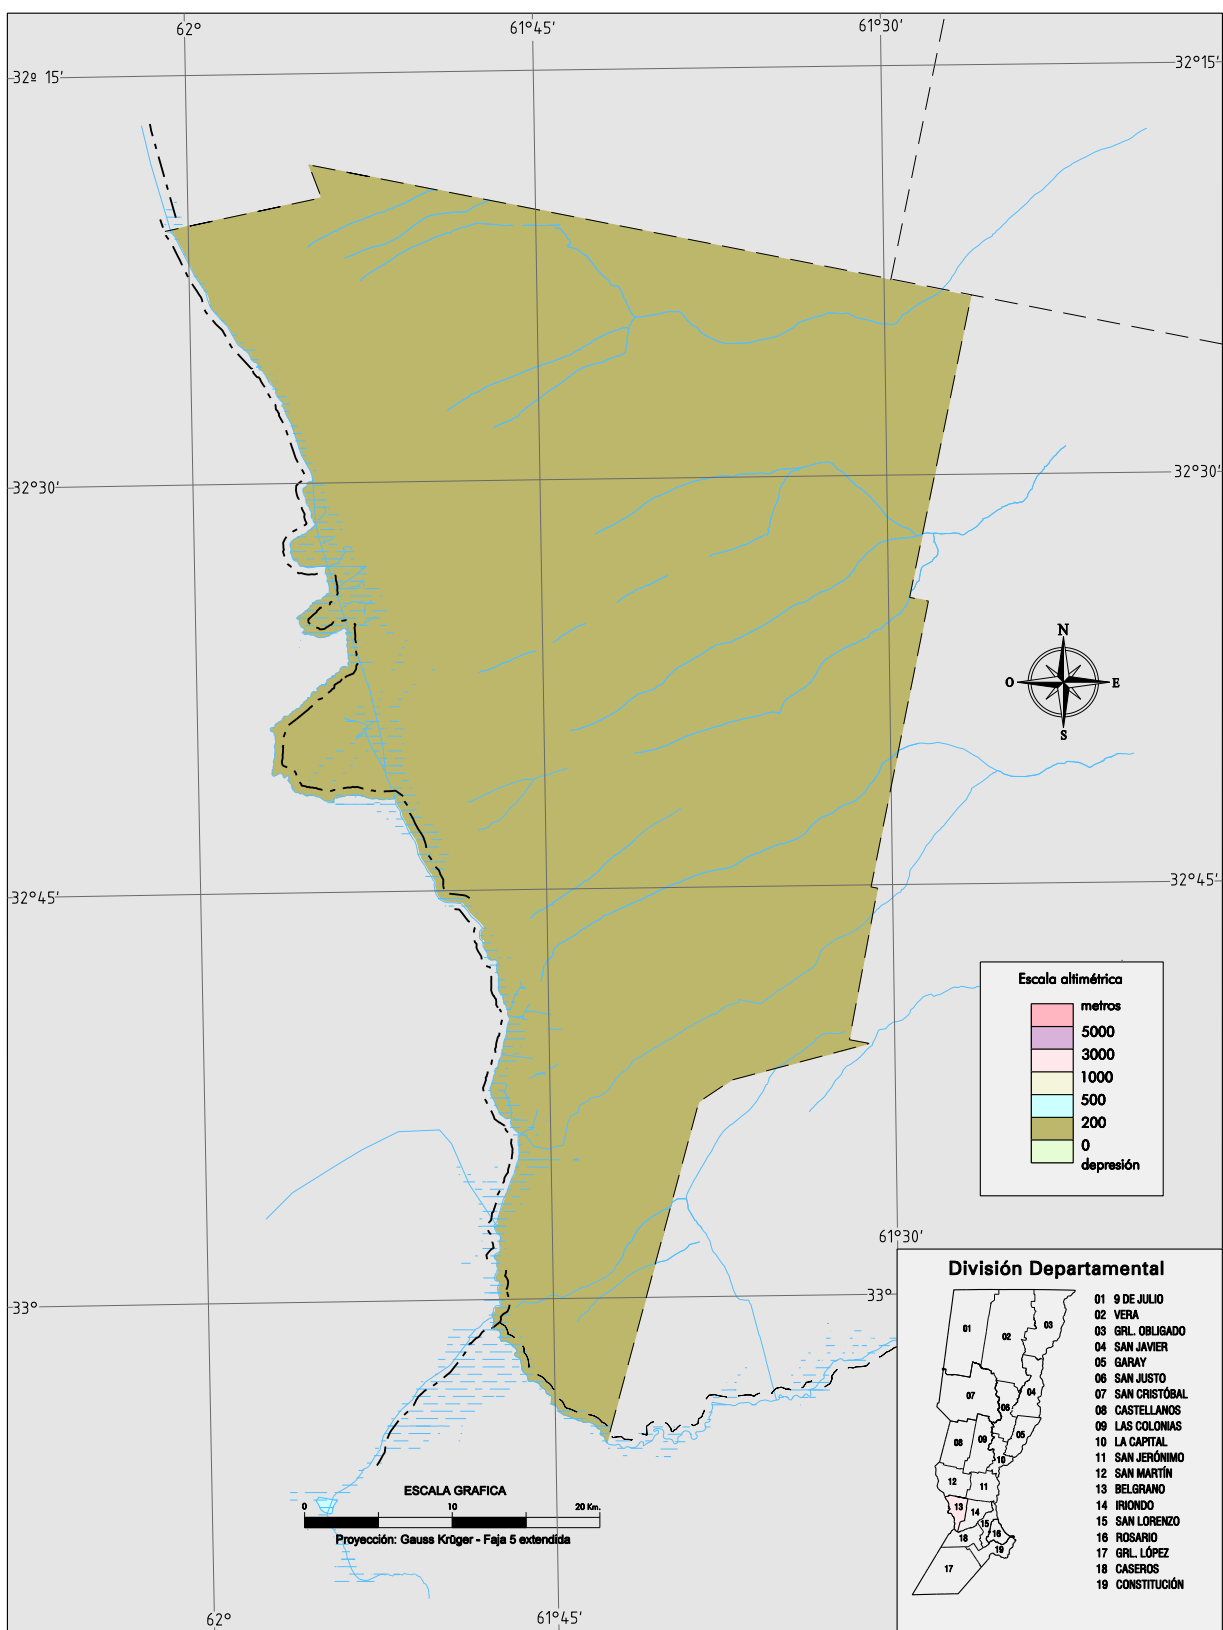 62°
61°45'
61°30'
32º 15'
32°15'
32°30'
32°30'
N
O
E
S
32°45'
32°45'
Escala altimétrica
metros
5000
3000
1000
500
200
0
depresión
61°30'
33°
33°
División Departamental
01 9 DE JULIO
02 VERA
03 GRL. OBLIGADO
04 SAN JAVIER
05 GARAY
06 SAN JUSTO
07 SAN CRISTÓBAL
08 CASTELLANOS
09 LAS COLONIAS
10 LA CAPITAL
11 SAN JERÓNIMO
12 SAN MARTÍN
13 BELGRANO
14 IRIONDO
15 SAN LORENZO
16 ROSARIO
17 GRL. LÓPEZ
18 CASEROS
19 CONSTITUCIÓN
01
02
03
04
07
06
05
08
09
10
12
11
13
14
15
16
18
19
17
ESCALA GRAFICA
0 10 20 Km.
Proyección: Gauss Krüger - Faja 5 extendida
62°
61°45'